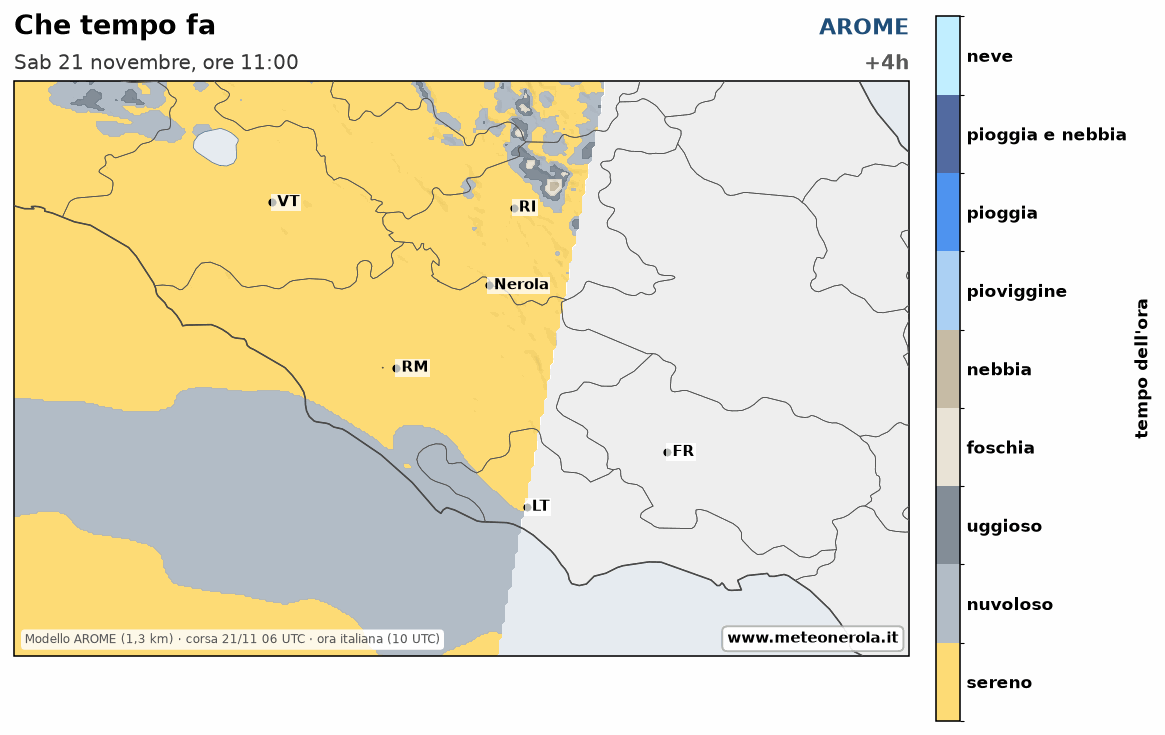 Che tempo fa
AROME
Sab 21 novembre, ore 11:00
+4h
VT
RI
Nerola
RM
FR
LT
Modello AROME (1,3 km) · corsa 21/11 06 UTC · ora italiana (10 UTC)
www.meteonerola.it
neve
pioggia e nebbia
pioggia
pioviggine
nebbia
foschia
uggioso
nuvoloso
sereno
tempo dell'ora